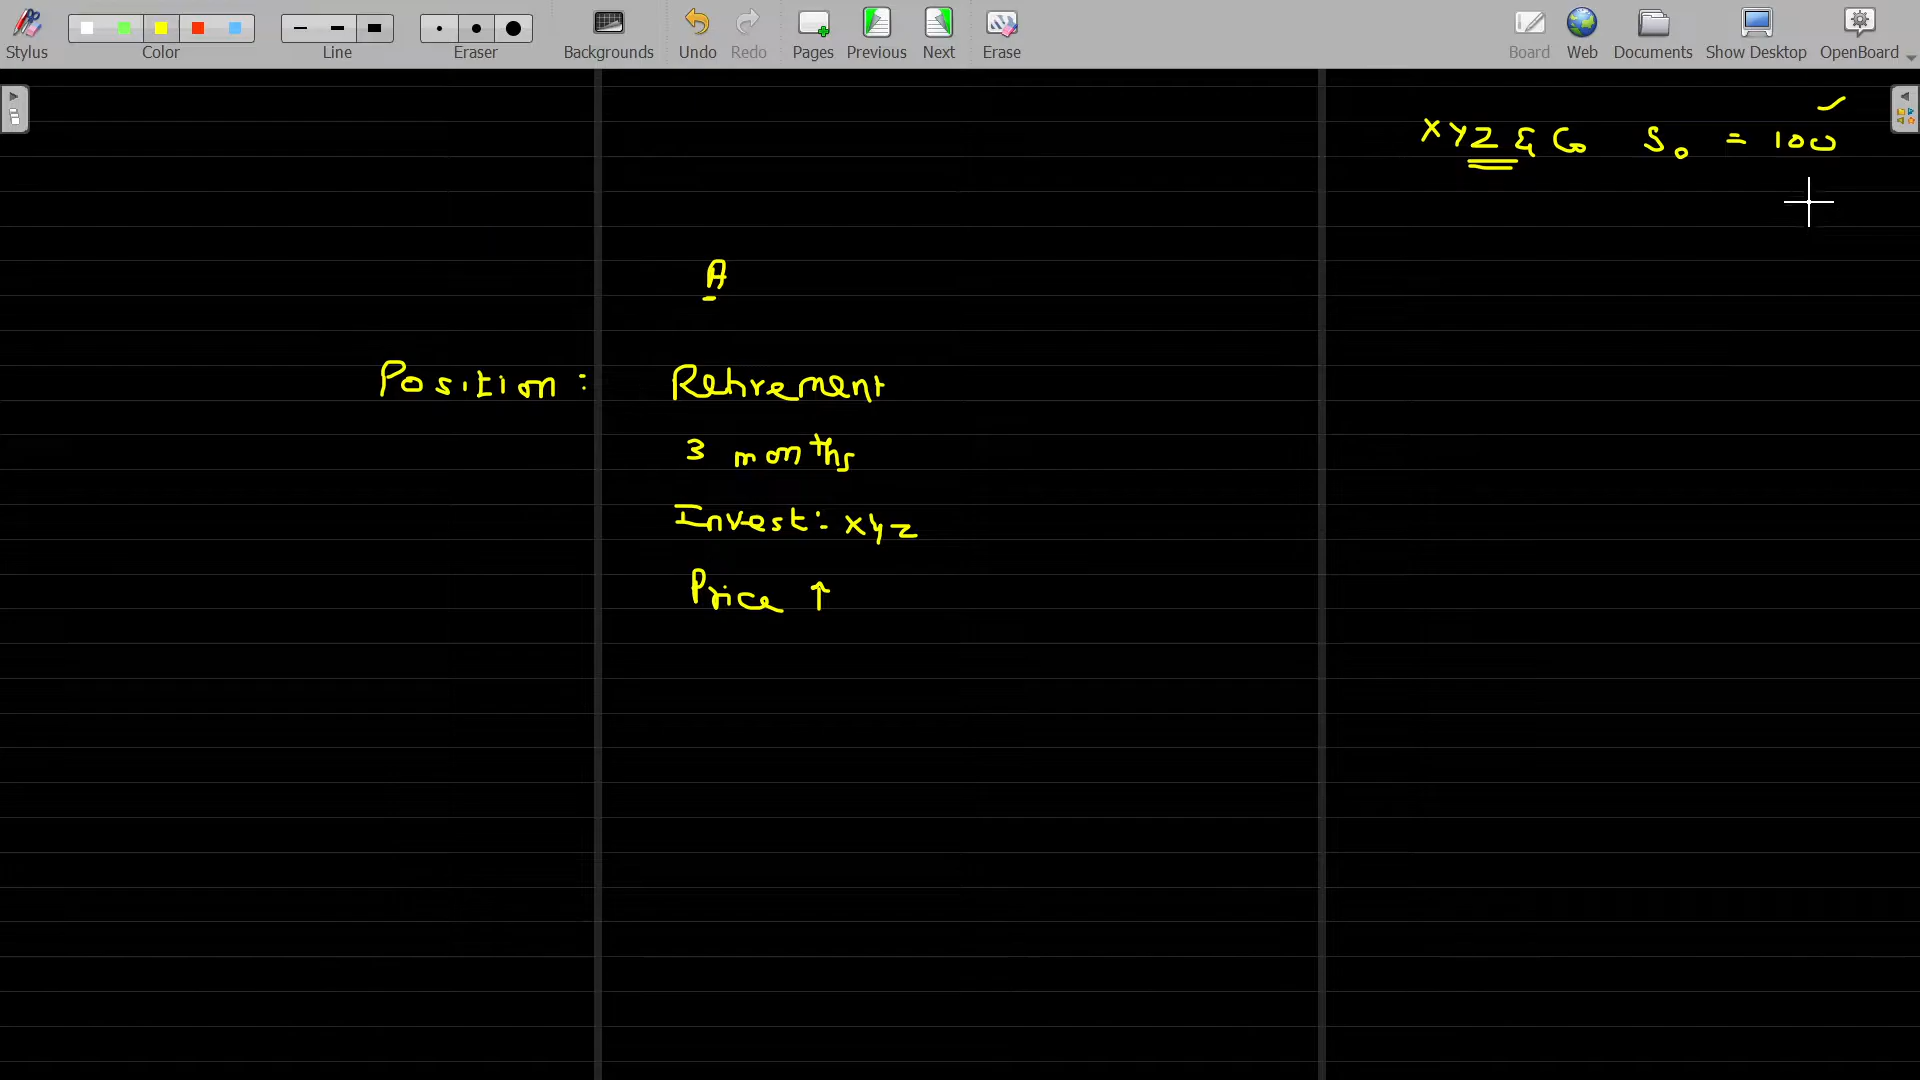 Stylus Color Line Eraser Backgrounds Undo Redo Pages Previous Next Erase Board Web Documents Show Desktop OpenBoard
XYZ & Co S₀ = 100
A
Position : Retirement
3 months
Invest : XYZ
Price ↑